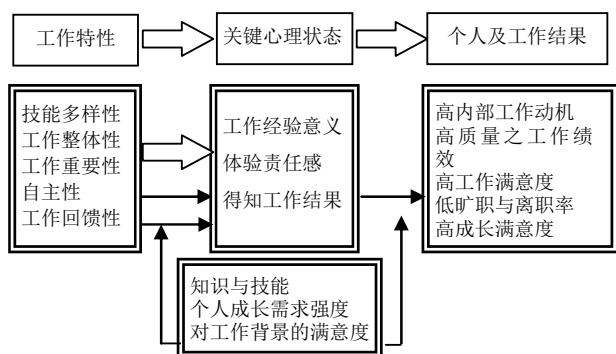 工作特性
关键心理状态
个人及工作结果
技能多样性
工作整体性
工作重要性
自主性
工作回馈性
工作经验意义
体验责任感
得知工作结果
高内部工作动机
高质量之工作绩
效
高工作满意度
低旷职与离职率
高成长满意度
知识与技能
个人成长需求强度
对工作背景的满意度